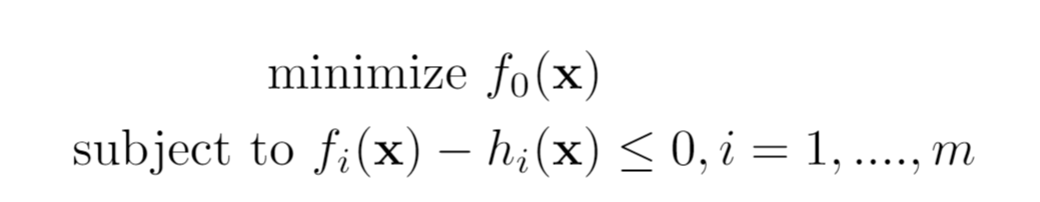 minimize f₀(𝐱)
subject to fᵢ(𝐱) − hᵢ(𝐱) ≤ 0, i = 1, ...., m